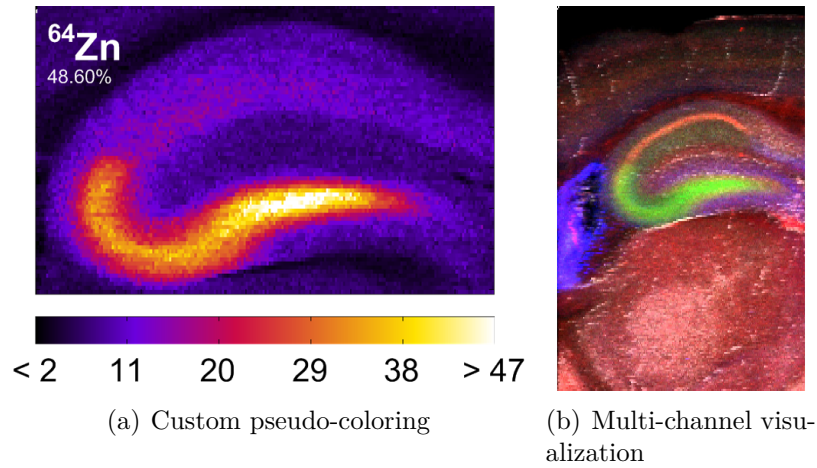 ⁶⁴Zn
48.60%
< 2 11 20 29 38 > 47
(a) Custom pseudo-coloring
(b) Multi-channel visu-
alization